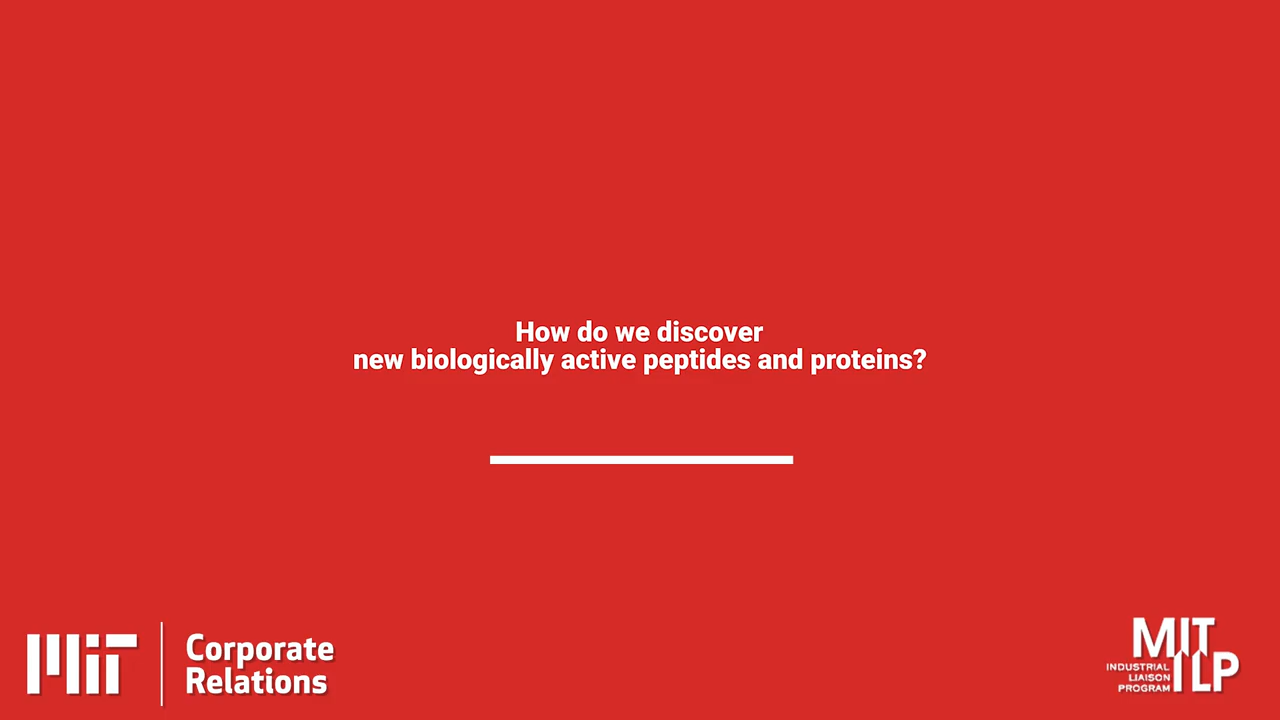 How do we discover
new biologically active peptides and proteins?
MIT
Corporate
Relations
MIT
ILP
INDUSTRIAL
LIAISON
PROGRAM